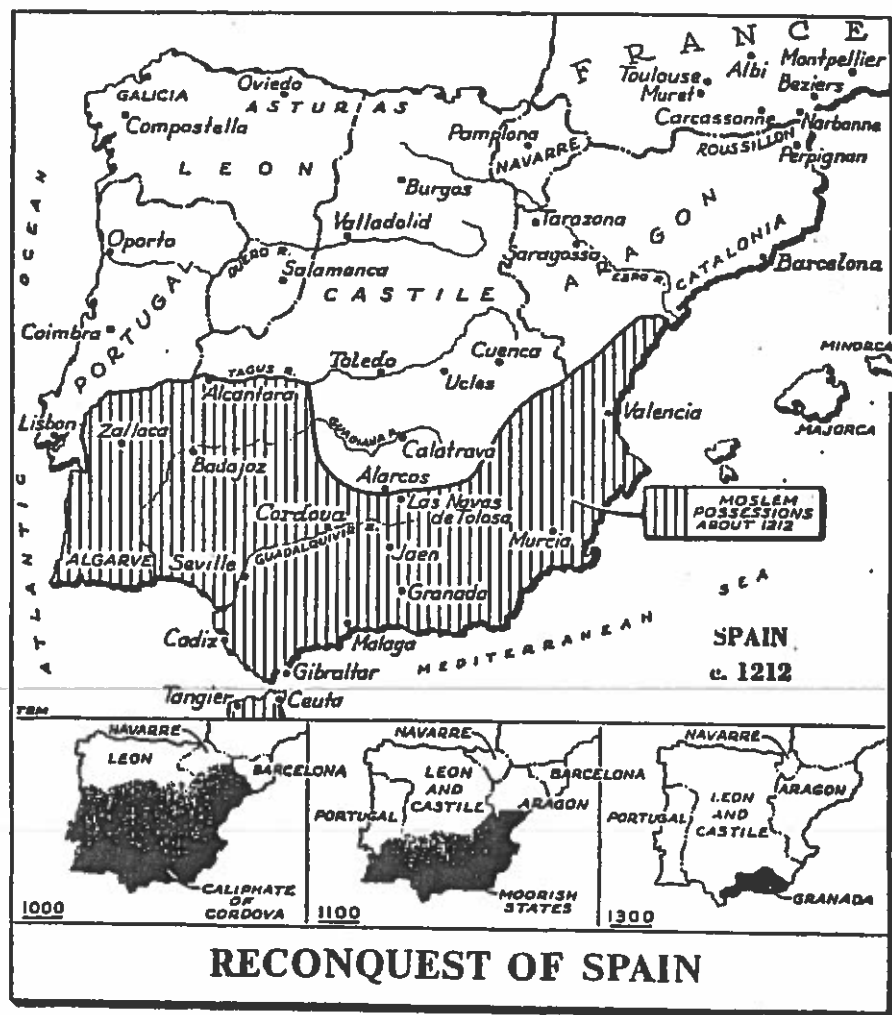 FRANCE
Montpellier
Albi
Toulouse
Beziers
Muret
Oviedo
GALICIA
ASTURIAS
Carcassonne
Narbonne
Compostella
Pamplona
NAVARRE
ROUSSILLON
Perpignan
LEON
Burgos
ATLANTIC OCEAN
Tarazona
ARAGON
Oporto
Valladolid
Saragossa
DUERO R.
EBRO R.
CATALONIA
Barcelona
Salamanca
PORTUGAL
CASTILE
Coimbra
MINORCA
Cuenca
Toledo
TAGUS R.
Ucles
Alcantara
Lisbon
Valencia
MAJORCA
Zallaca
GUADIANA R.
Calatrava
Badajoz
Alarcos
Las Navas
de Tolosa
MOSLEM
POSSESSIONS
ABOUT 1212
Cordova
GUADALQUIVIR R.
Murcia
ALGARVE
Seville
Jaen
Granada
MEDITERRANEAN SEA
Cadiz
Malaga
SPAIN
c. 1212
Gibraltar
Tangier
Ceuta
TBM
NAVARRE
LEON
BARCELONA
CALIPHATE
OF
CORDOVA
1000
NAVARRE
LEON
AND
CASTILE
BARCELONA
ARAGON
PORTUGAL
MOORISH
STATES
1100
NAVARRE
ARAGON
PORTUGAL
LEON
AND
CASTILE
GRANADA
1300
RECONQUEST OF SPAIN